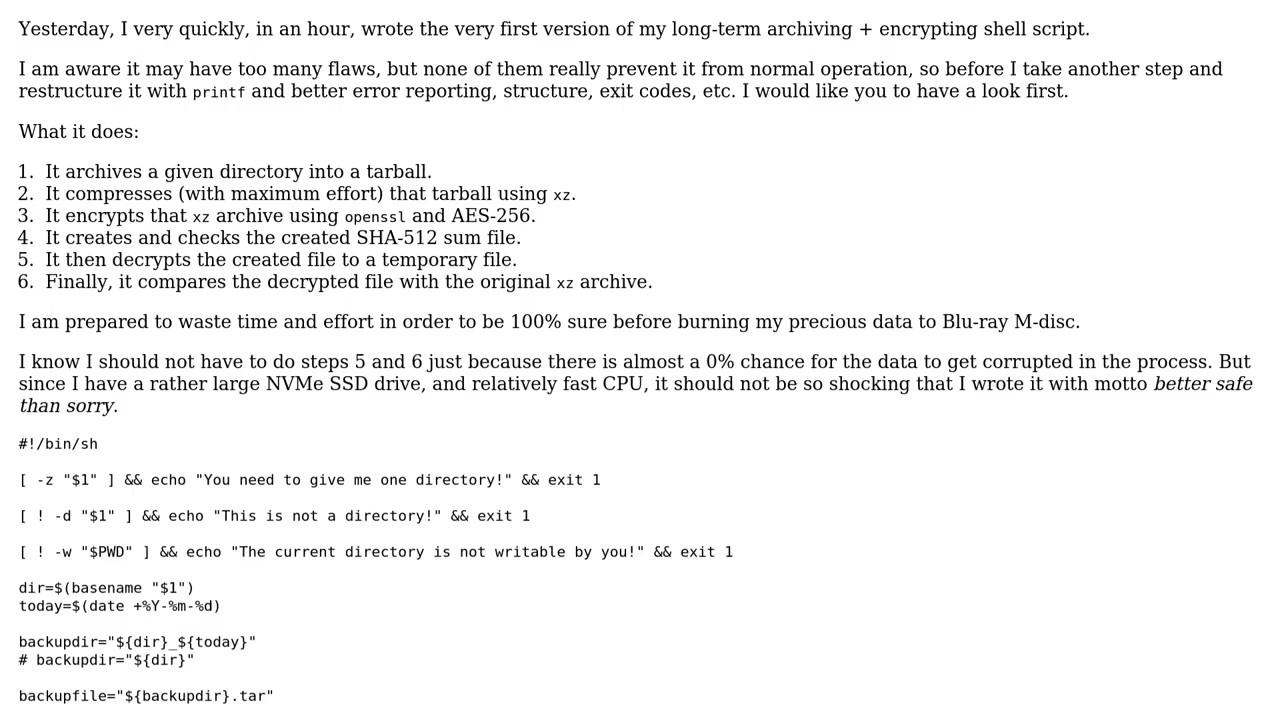 Yesterday, I very quickly, in an hour, wrote the very first version of my long-term archiving + encrypting shell script.
I am aware it may have too many flaws, but none of them really prevent it from normal operation, so before I take another step and
restructure it with printf and better error reporting, structure, exit codes, etc. I would like you to have a look first.
What it does:
1. It archives a given directory into a tarball.
2. It compresses (with maximum effort) that tarball using xz.
3. It encrypts that xz archive using openssl and AES-256.
4. It creates and checks the created SHA-512 sum file.
5. It then decrypts the created file to a temporary file.
6. Finally, it compares the decrypted file with the original xz archive.
I am prepared to waste time and effort in order to be 100% sure before burning my precious data to Blu-ray M-disc.
I know I should not have to do steps 5 and 6 just because there is almost a 0% chance for the data to get corrupted in the process. But
since I have a rather large NVMe SSD drive, and relatively fast CPU, it should not be so shocking that I wrote it with motto better safe
than sorry.
#!/bin/sh
[ -z "$1" ] && echo "You need to give me one directory!" && exit 1
[ ! -d "$1" ] && echo "This is not a directory!" && exit 1
[ ! -w "$PWD" ] && echo "The current directory is not writable by you!" && exit 1
dir=$(basename "$1")
today=$(date +%Y-%m-%d)
backupdir="${dir}_${today}"
# backupdir="${dir}"
backupfile="${backupdir}.tar"